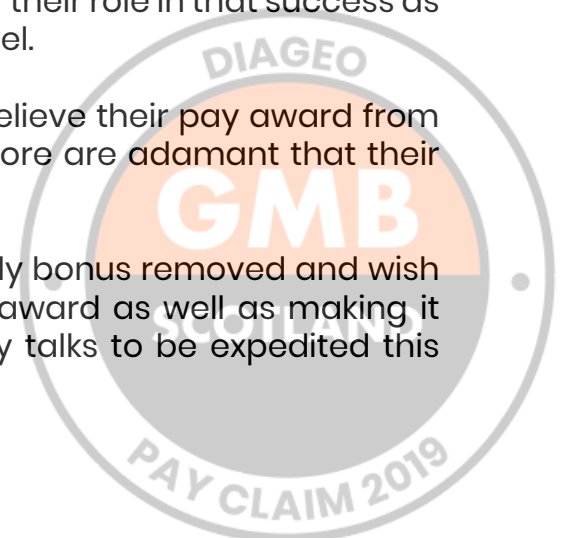 their role in that success as
el.
elieve their pay award from
ore are adamant that their
ly bonus removed and wish
award as well as making it
y talks to be expedited this
DIAGEO
GMB
SCOTLAND
PAY CLAIM 2019